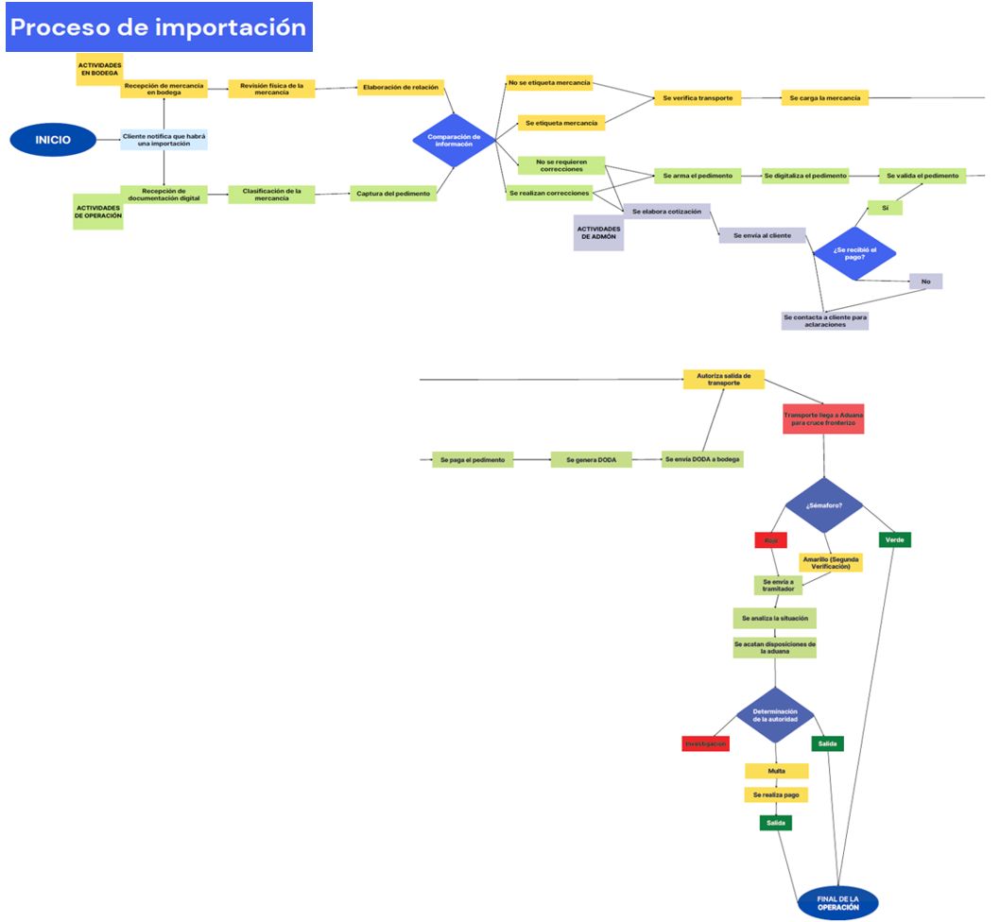 Proceso de importación
ACTIVIDADES
EN BODEGA
Recepción de mercancía
en bodega
Revisión física de la
mercancía
Elaboración de relación
No se etiqueta mercancía
Se etiqueta mercancía
Se verifica transporte
Se carga la mercancía
INICIO
Cliente notifica que habrá
una importación
Comparación de
informacón
No se requieren
correcciones
Se realizan correcciones
Se arma el pedimento
Se digitaliza el pedimento
Se valida el pedimento
ACTIVIDADES
DE OPERACIÓN
Recepción de
documentación digital
Clasificación de la
mercancía
Captura del pedimento
ACTIVIDADES
DE ADMÓN
Se elabora cotización
Se envía al cliente
¿Se recibió el
pago?
Sí
No
Se contacta a cliente para
aclaraciones
Autoriza salida de
transporte
Transporte llega a Aduana
para cruce fronterizo
Se paga el pedimento
Se genera DODA
Se envía DODA a bodega
¿Sémaforo?
Rojo
Amarillo (Segunda
Verificación)
Verde
Se envía a
tramitador
Se analiza la situación
Se acatan disposiciones de
la aduana
Determinación
de la autoridad
Investigación
Salida
Multa
Se realiza pago
Salida
FINAL DE LA
OPERACIÓN